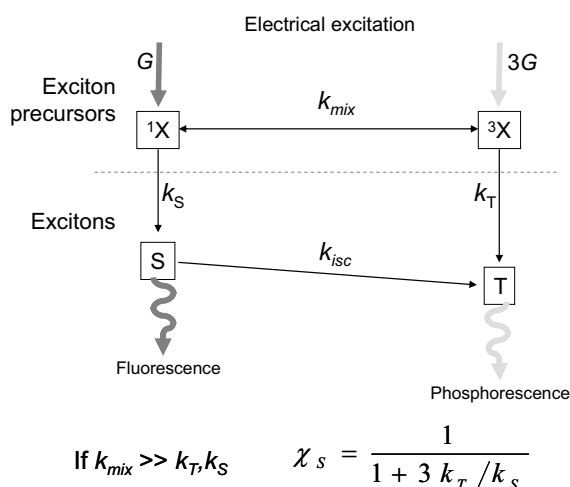 Electrical excitation
G
3G
Exciton
precursors
k_mix
¹X
³X
k_S
k_T
Excitons
k_isc
S
T
Fluorescence
Phosphorescence
If k_mix >> k_T,k_S
χ_S = 1 / (1 + 3 k_T /k_S)